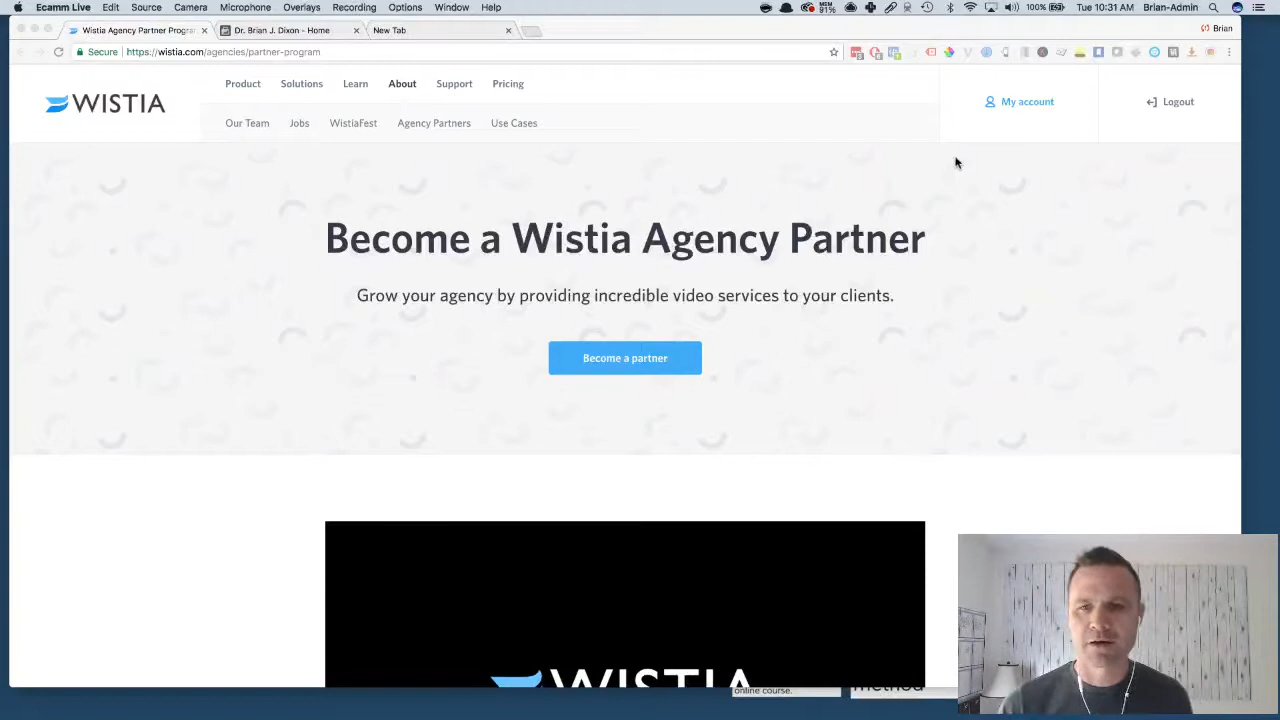 Ecamm Live Edit Source Camera Microphone Overlays Recording Options Window Help 91% 100% Tue 10:31 AM Brian-Admin
Wistia Agency Partner Progra Dr. Brian J. Dixon - Home New Tab Brian
Secure https://wistia.com/agencies/partner-program
WISTIA
Product Solutions Learn About Support Pricing
My account Logout
Our Team Jobs WistiaFest Agency Partners Use Cases
Become a Wistia Agency Partner
Grow your agency by providing incredible video services to your clients.
Become a partner
WISTIA
online course.
method